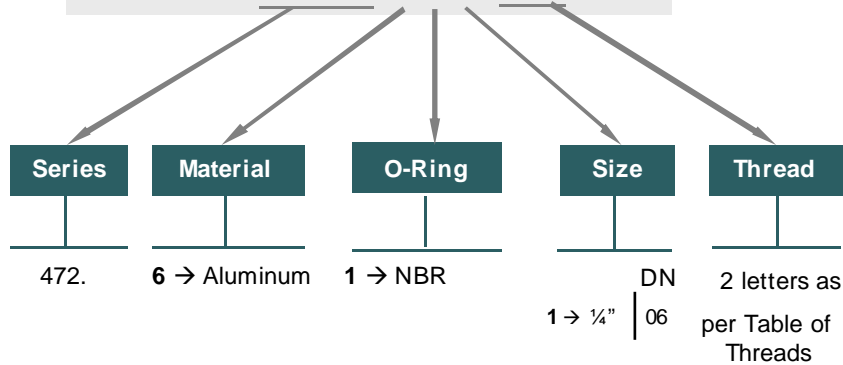 Series Material O-Ring Size Thread
472. 6 → Aluminum 1 → NBR DN 2 letters as
1 → ¼” 06 per Table of
Threads